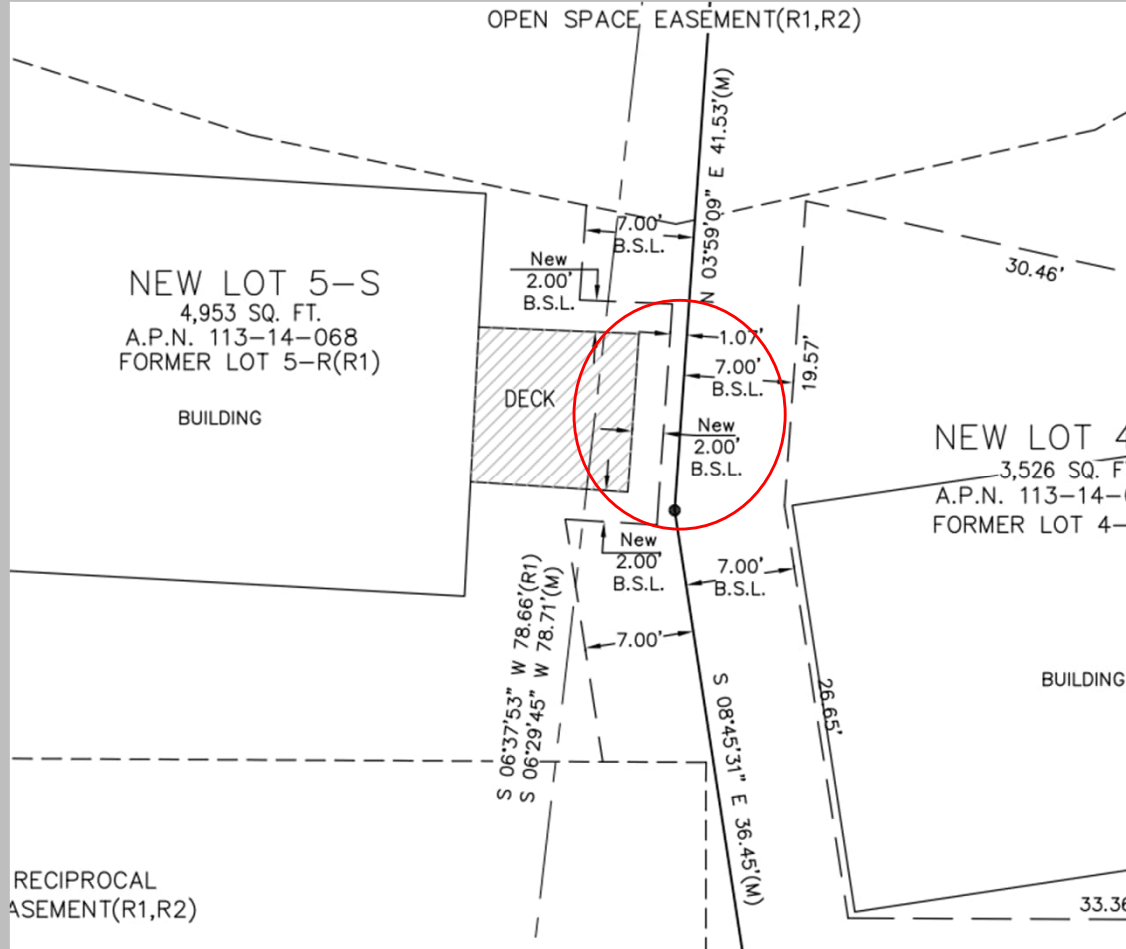 OPEN SPACE EASEMENT(R1,R2)
N 03°59'09" E 41.53'(M)
7.00'
B.S.L.
New
2.00'
B.S.L.
30.46'
NEW LOT 5-S
4,953 SQ. FT.
A.P.N. 113-14-068
FORMER LOT 5-R(R1)
BUILDING
DECK
1.07'
7.00'
B.S.L.
19.57'
New
2.00'
B.S.L.
NEW LOT
3,526 SQ.
A.P.N. 113-14-
FORMER LOT 4-
New
2.00'
B.S.L.
7.00'
B.S.L.
S 06°37'53" W 78.66'(R1)
S 06°29'45" W 78.71'(M)
7.00'
S 08°45'31" E 36.45'(M)
26.65'
BUILDING
RECIPROCAL
ASEMENT(R1,R2)
33.36